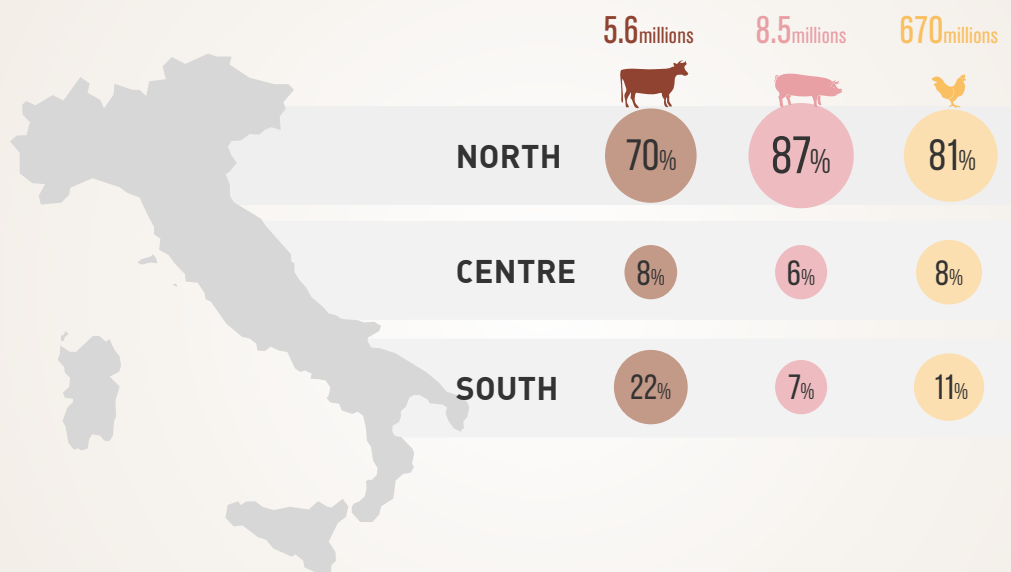 5.6millions 8.5millions 670millions
NORTH 70% 87% 81%
CENTRE 8% 6% 8%
SOUTH 22% 7% 11%